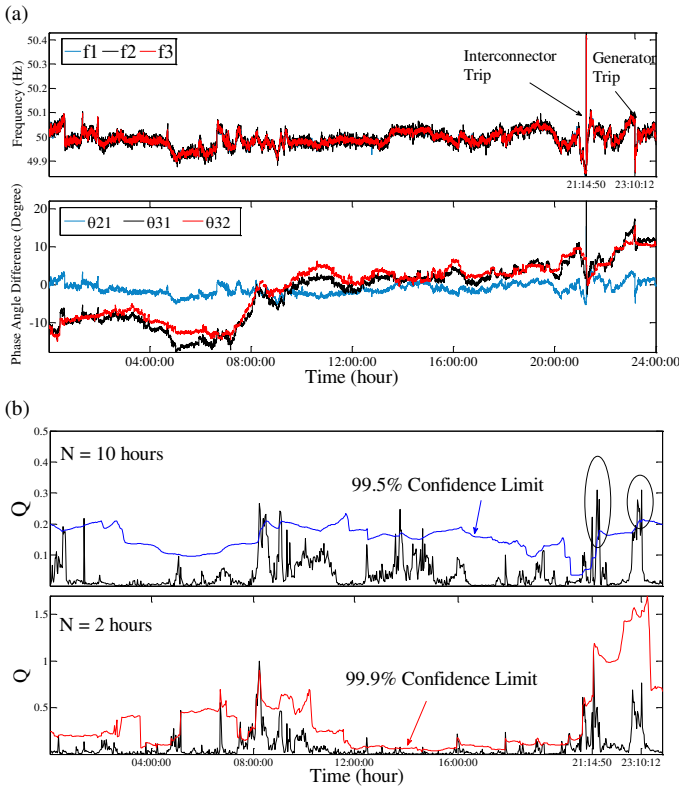 (a)
50.4
50.3
50.2
50.1
50
49.9
Frequency (Hz)
f1 f2 f3
Interconnector
Trip
Generator
Trip
21:14:50 23:10:12
20
10
0
-10
Phase Angle Difference (Degree)
θ21 θ31 θ32
04:00:00 08:00:00 12:00:00 16:00:00 20:00:00 24:00:00
Time (hour)
(b)
0.5
0.4
0.3
0.2
0.1
0
Q
N = 10 hours
99.5% Confidence Limit
1.5
1
0.5
0
Q
N = 2 hours
99.9% Confidence Limit
04:00:00 08:00:00 12:00:00 16:00:00 21:14:50 23:10:12
Time (hour)